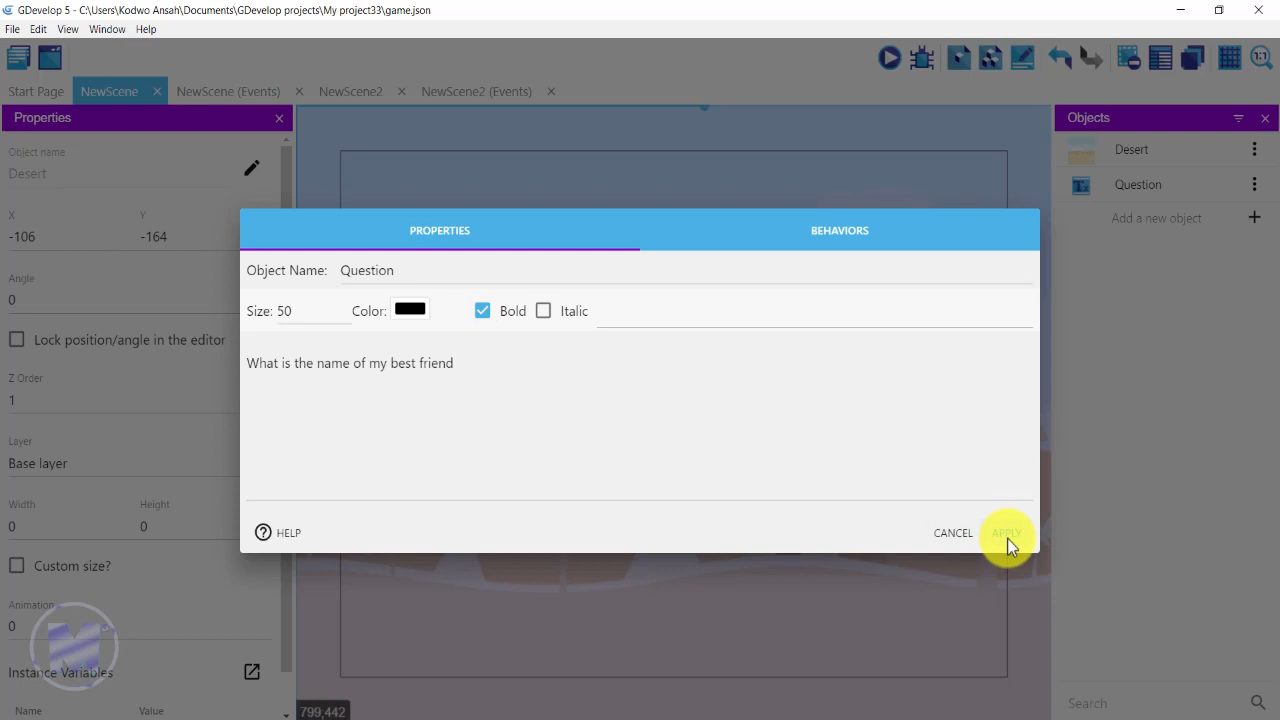 GDevelop 5 - C:\Users\Kodwo Ansah\Documents\GDevelop projects\My project33\game.json
File Edit View Window Help
Start Page NewScene NewScene (Events) NewScene2 NewScene2 (Events)
Properties
Objects
Object name
Desert
X Y
-106 -164
Angle
0
Lock position/angle in the editor
Z Order
1
Layer
Base layer
Width Height
0 0
Custom size?
Animation
0
Instance Variables
Name Value
PROPERTIES BEHAVIORS
Object Name: Question
Size: 50 Color: Bold Italic
What is the name of my best friend
HELP CANCEL APPLY
799;442
Desert
Question
Add a new object
Search
1:1
M